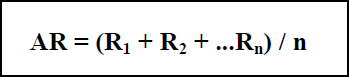 AR = (R₁ + R₂ + ...Rₙ) / n